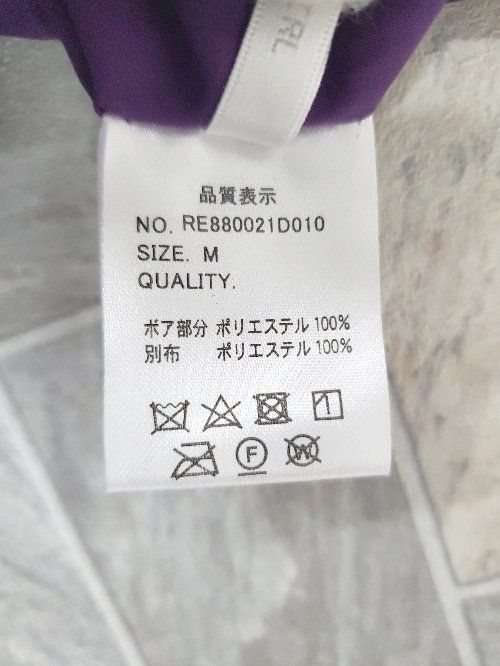 RL
品質表示
NO. RE880021D010
SIZE. M
QUALITY.
ボア部分 ポリエステル 100%
別布 ポリエステル 100%
F
W